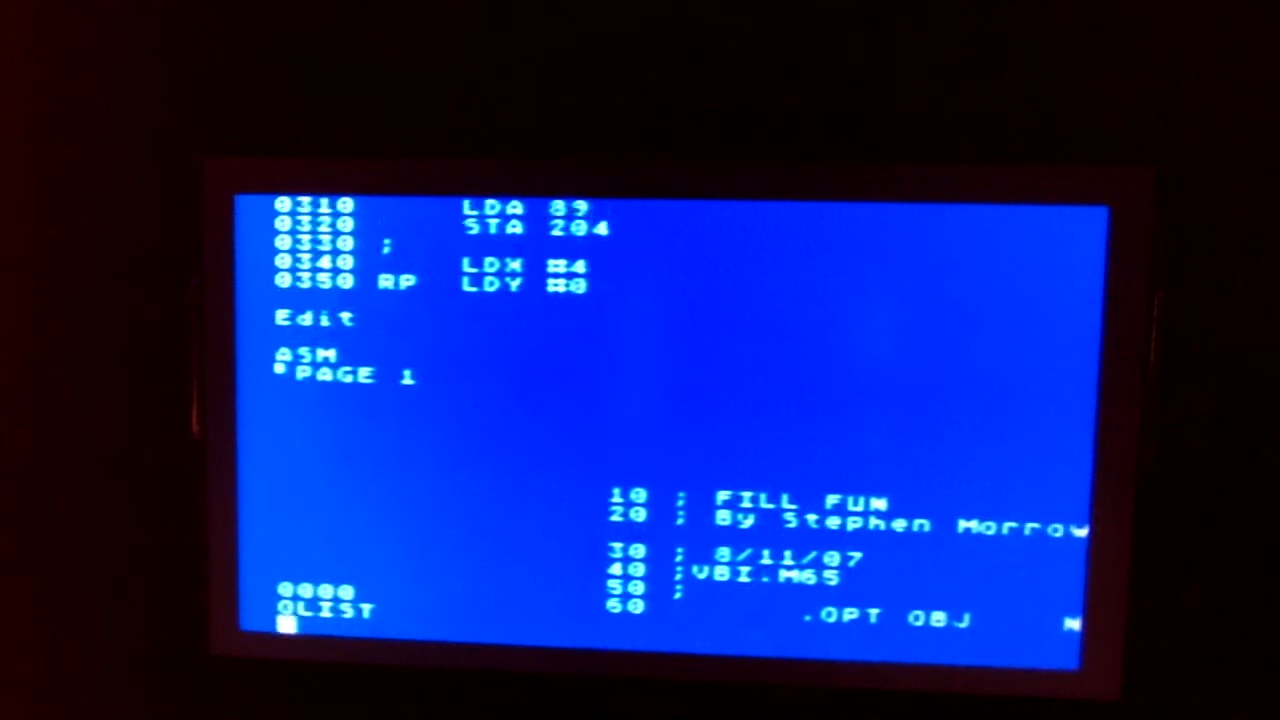 0310 LDA 89
0320 STA 204
0330 ;
0340 LDX #4
0350 RP LDY #0
Edit
ASM
PAGE 1
10 ; FILL FUN
20 ; By Stephen Morrow
30 ; 8/11/07
40 ;VBI.M65
0000 50 ;
QLIST 60 .OPT OBJ